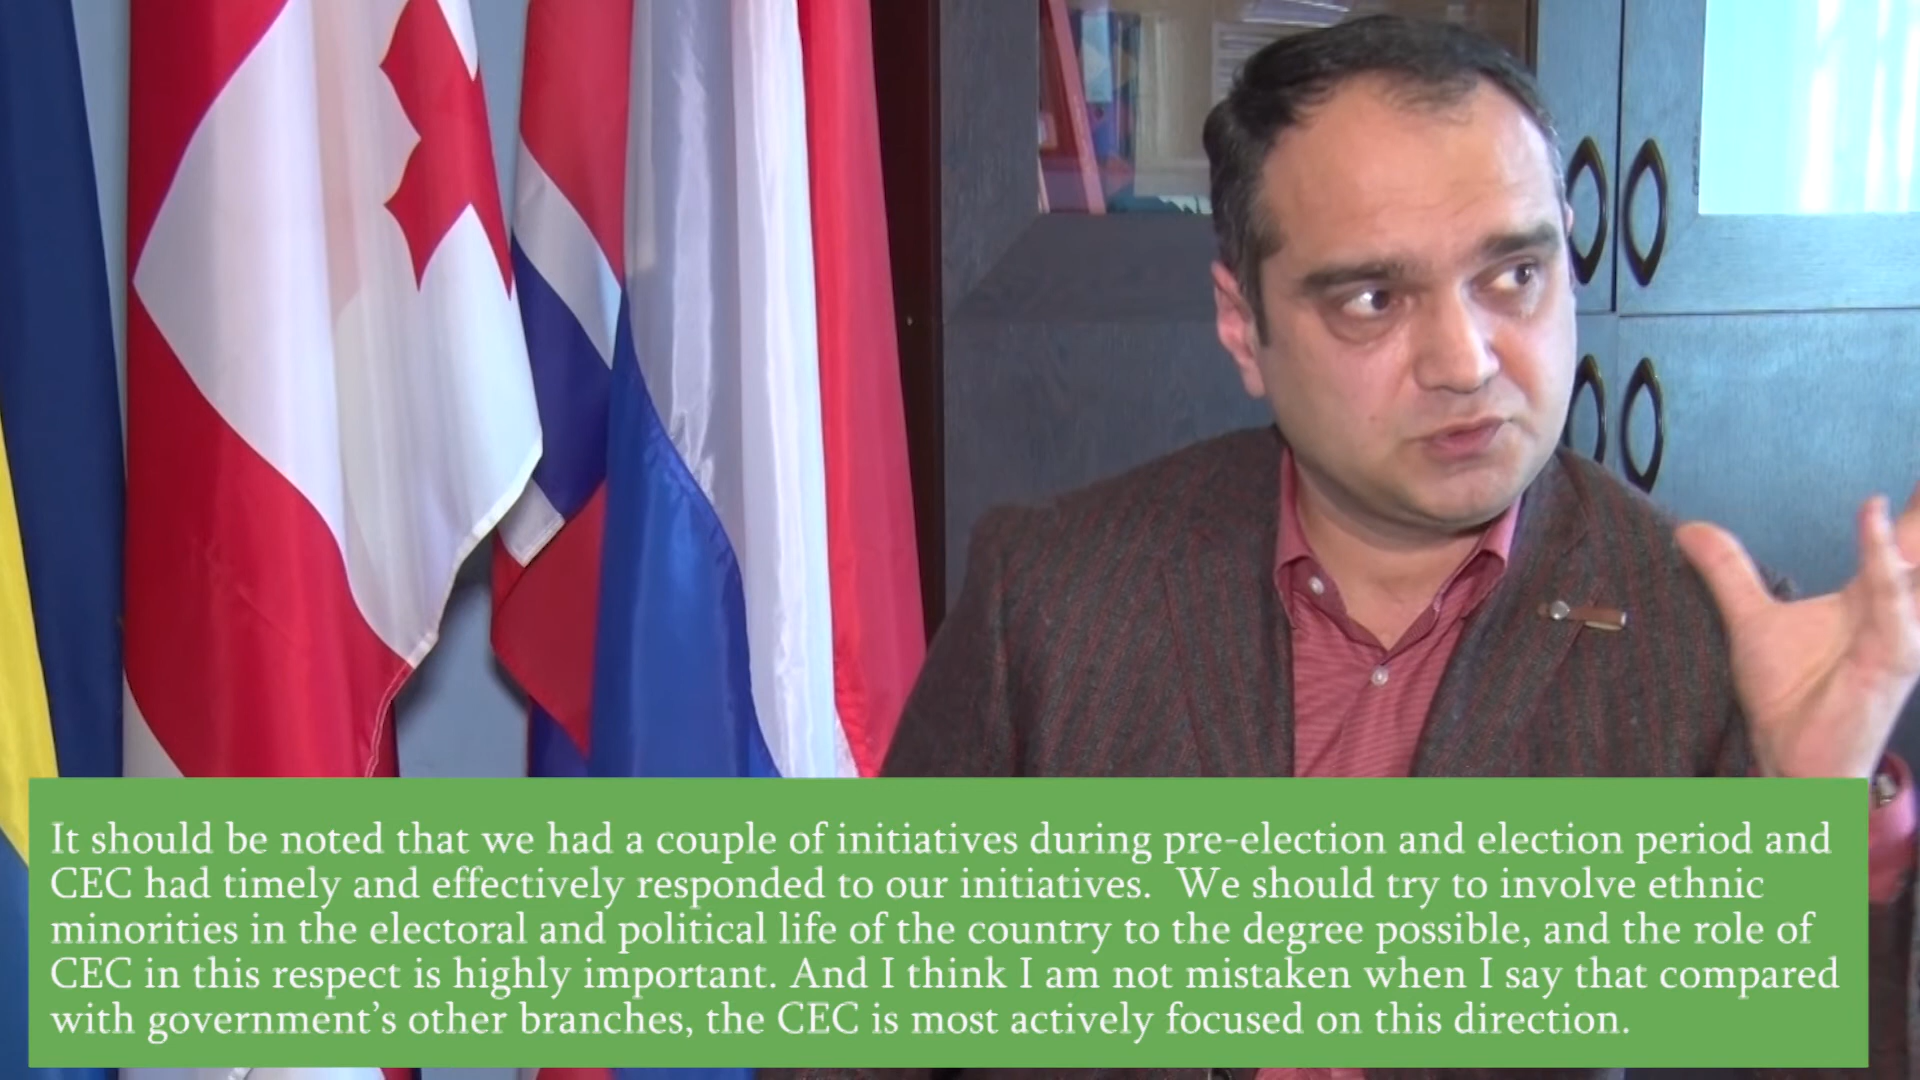 It should be noted that we had a couple of initiatives during pre-election and election period and
CEC had timely and effectively responded to our initiatives.  We should try to involve ethnic
minorities in the electoral and political life of the country to the degree possible, and the role of
CEC in this respect is highly important. And I think I am not mistaken when I say that compared
with government’s other branches, the CEC is most actively focused on this direction.